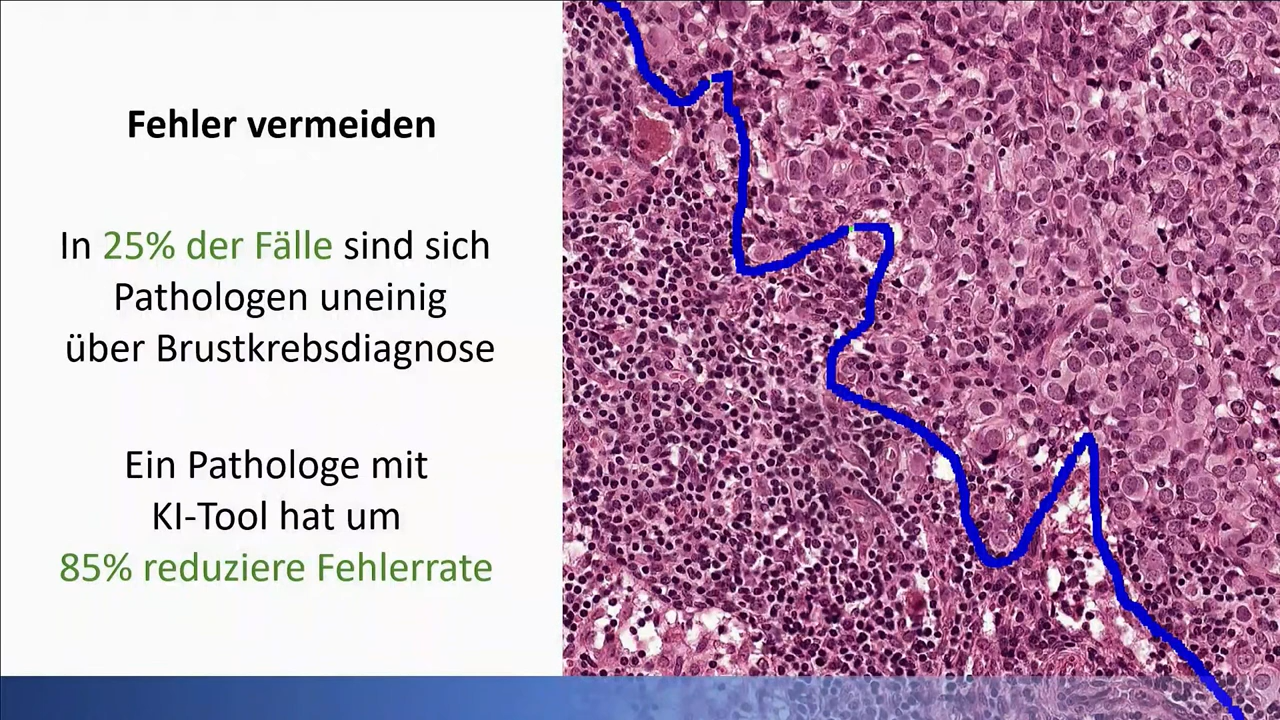 Fehler vermeiden
In 25% der Fälle sind sich
Pathologen uneinig
über Brustkrebsdiagnose
Ein Pathologe mit
KI-Tool hat um
85% reduziere Fehlerrate